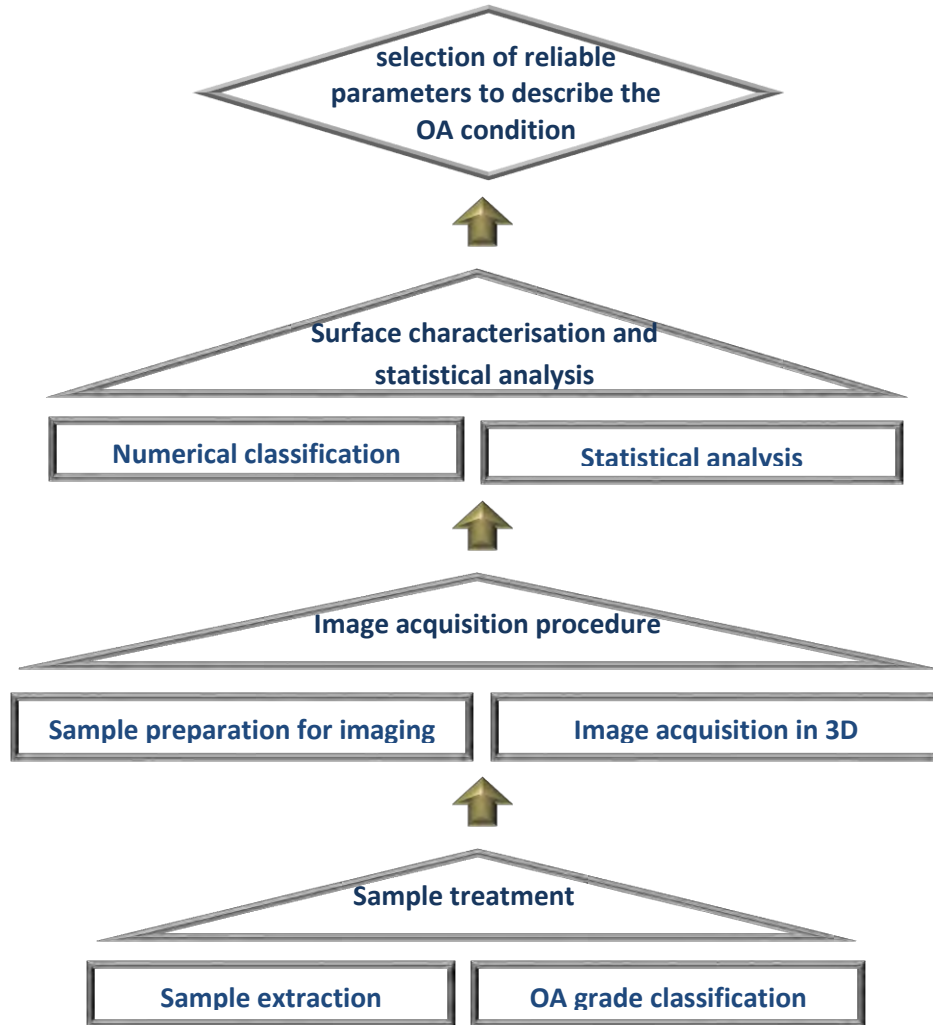 selection of reliable
parameters to describe the
OA condition
Surface characterisation and
statistical analysis
Numerical classification
Statistical analysis
Image acquisition procedure
Sample preparation for imaging
Image acquisition in 3D
Sample treatment
Sample extraction
OA grade classification